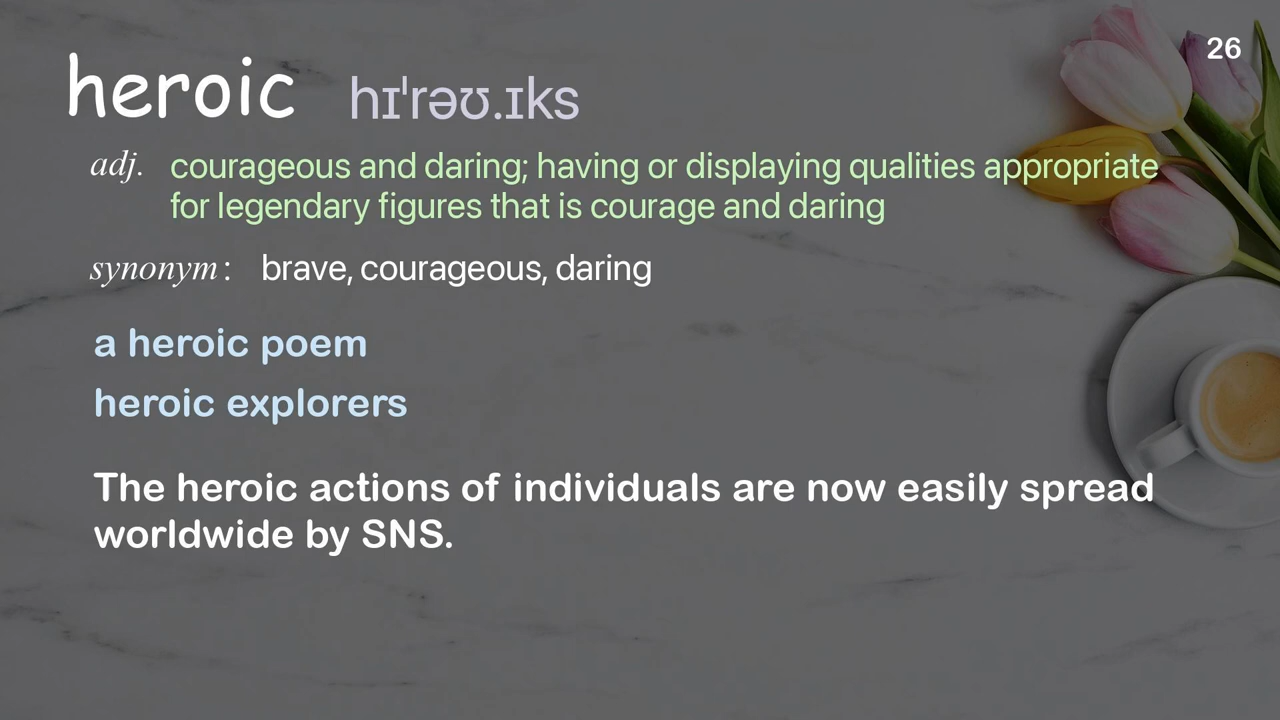 26
heroic hɪˈrəʊ.ɪks
adj. courageous and daring; having or displaying qualities appropriate
for legendary figures that is courage and daring
synonym : brave, courageous, daring
a heroic poem
heroic explorers
The heroic actions of individuals are now easily spread
worldwide by SNS.